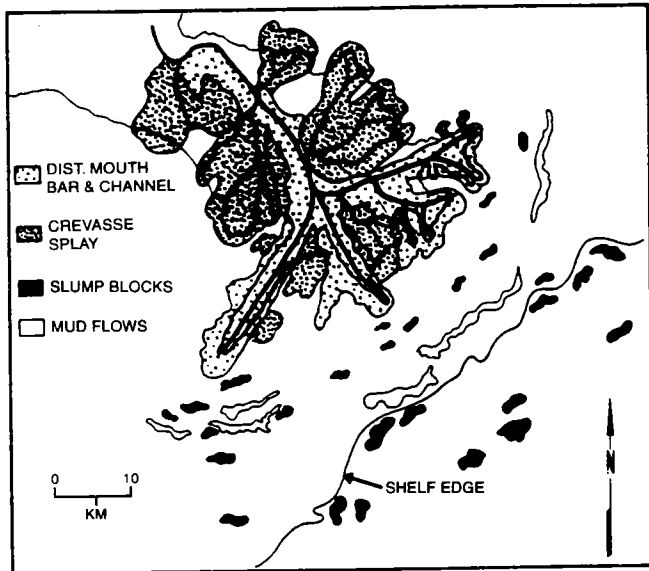 DIST. MOUTH
BAR & CHANNEL
CREVASSE
SPLAY
SLUMP BLOCKS
MUD FLOWS
0 10
KM
SHELF EDGE
N